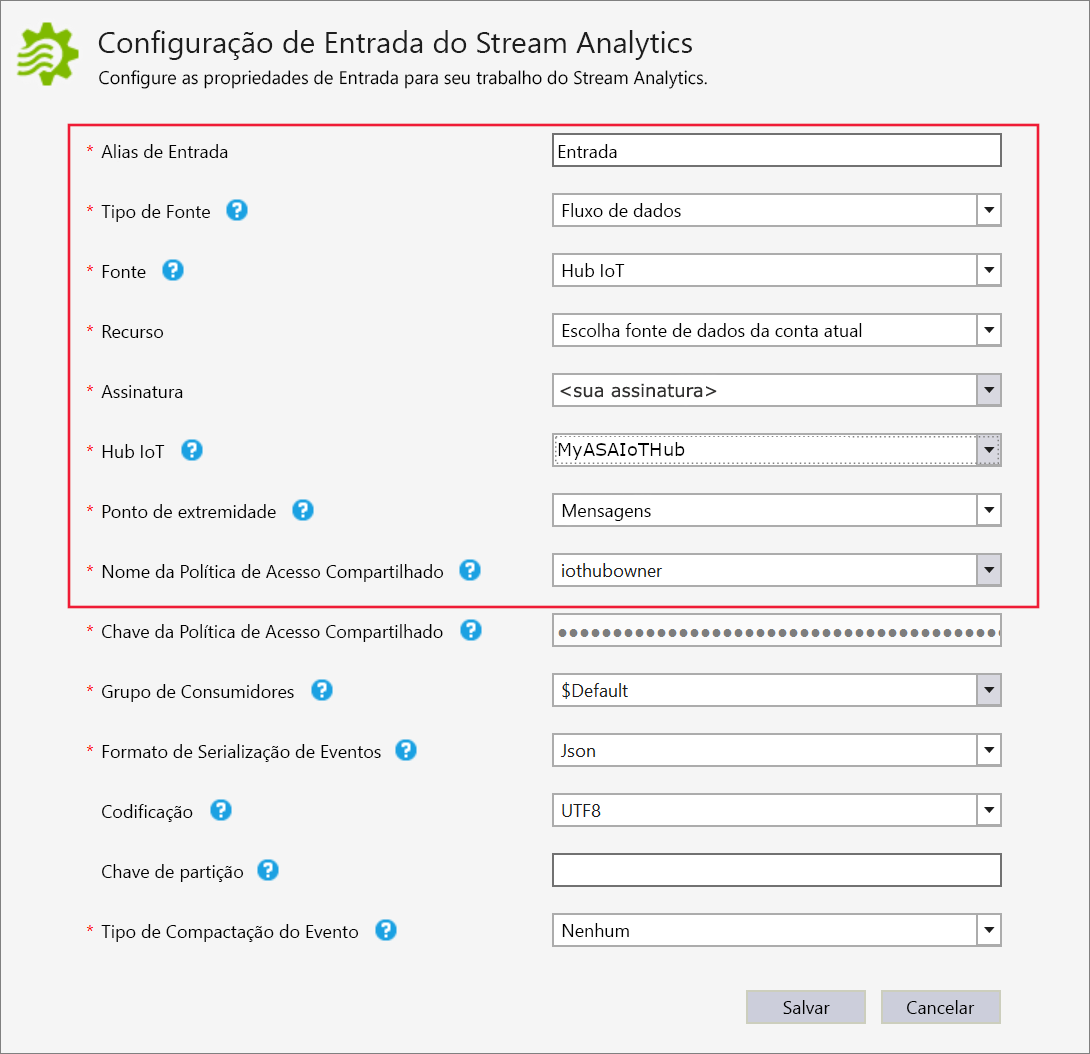 Configuração de Entrada do Stream Analytics
Configure as propriedades de Entrada para seu trabalho do Stream Analytics.
* Alias de Entrada Entrada
* Tipo de Fonte ? Fluxo de dados
* Fonte ? Hub IoT
* Recurso Escolha fonte de dados da conta atual
* Assinatura <sua assinatura>
* Hub IoT ? MyASAIoTHub
* Ponto de extremidade ? Mensagens
* Nome da Política de Acesso Compartilhado ? iothubowner
* Chave da Política de Acesso Compartilhado ? ●●●●●●●●●●●●●●●●●●●●●●●●●●●●●●●●●●●●●●●●
* Grupo de Consumidores ? $Default
* Formato de Serialização de Eventos ? Json
Codificação ? UTF8
Chave de partição ?
* Tipo de Compactação do Evento ? Nenhum
Salvar Cancelar